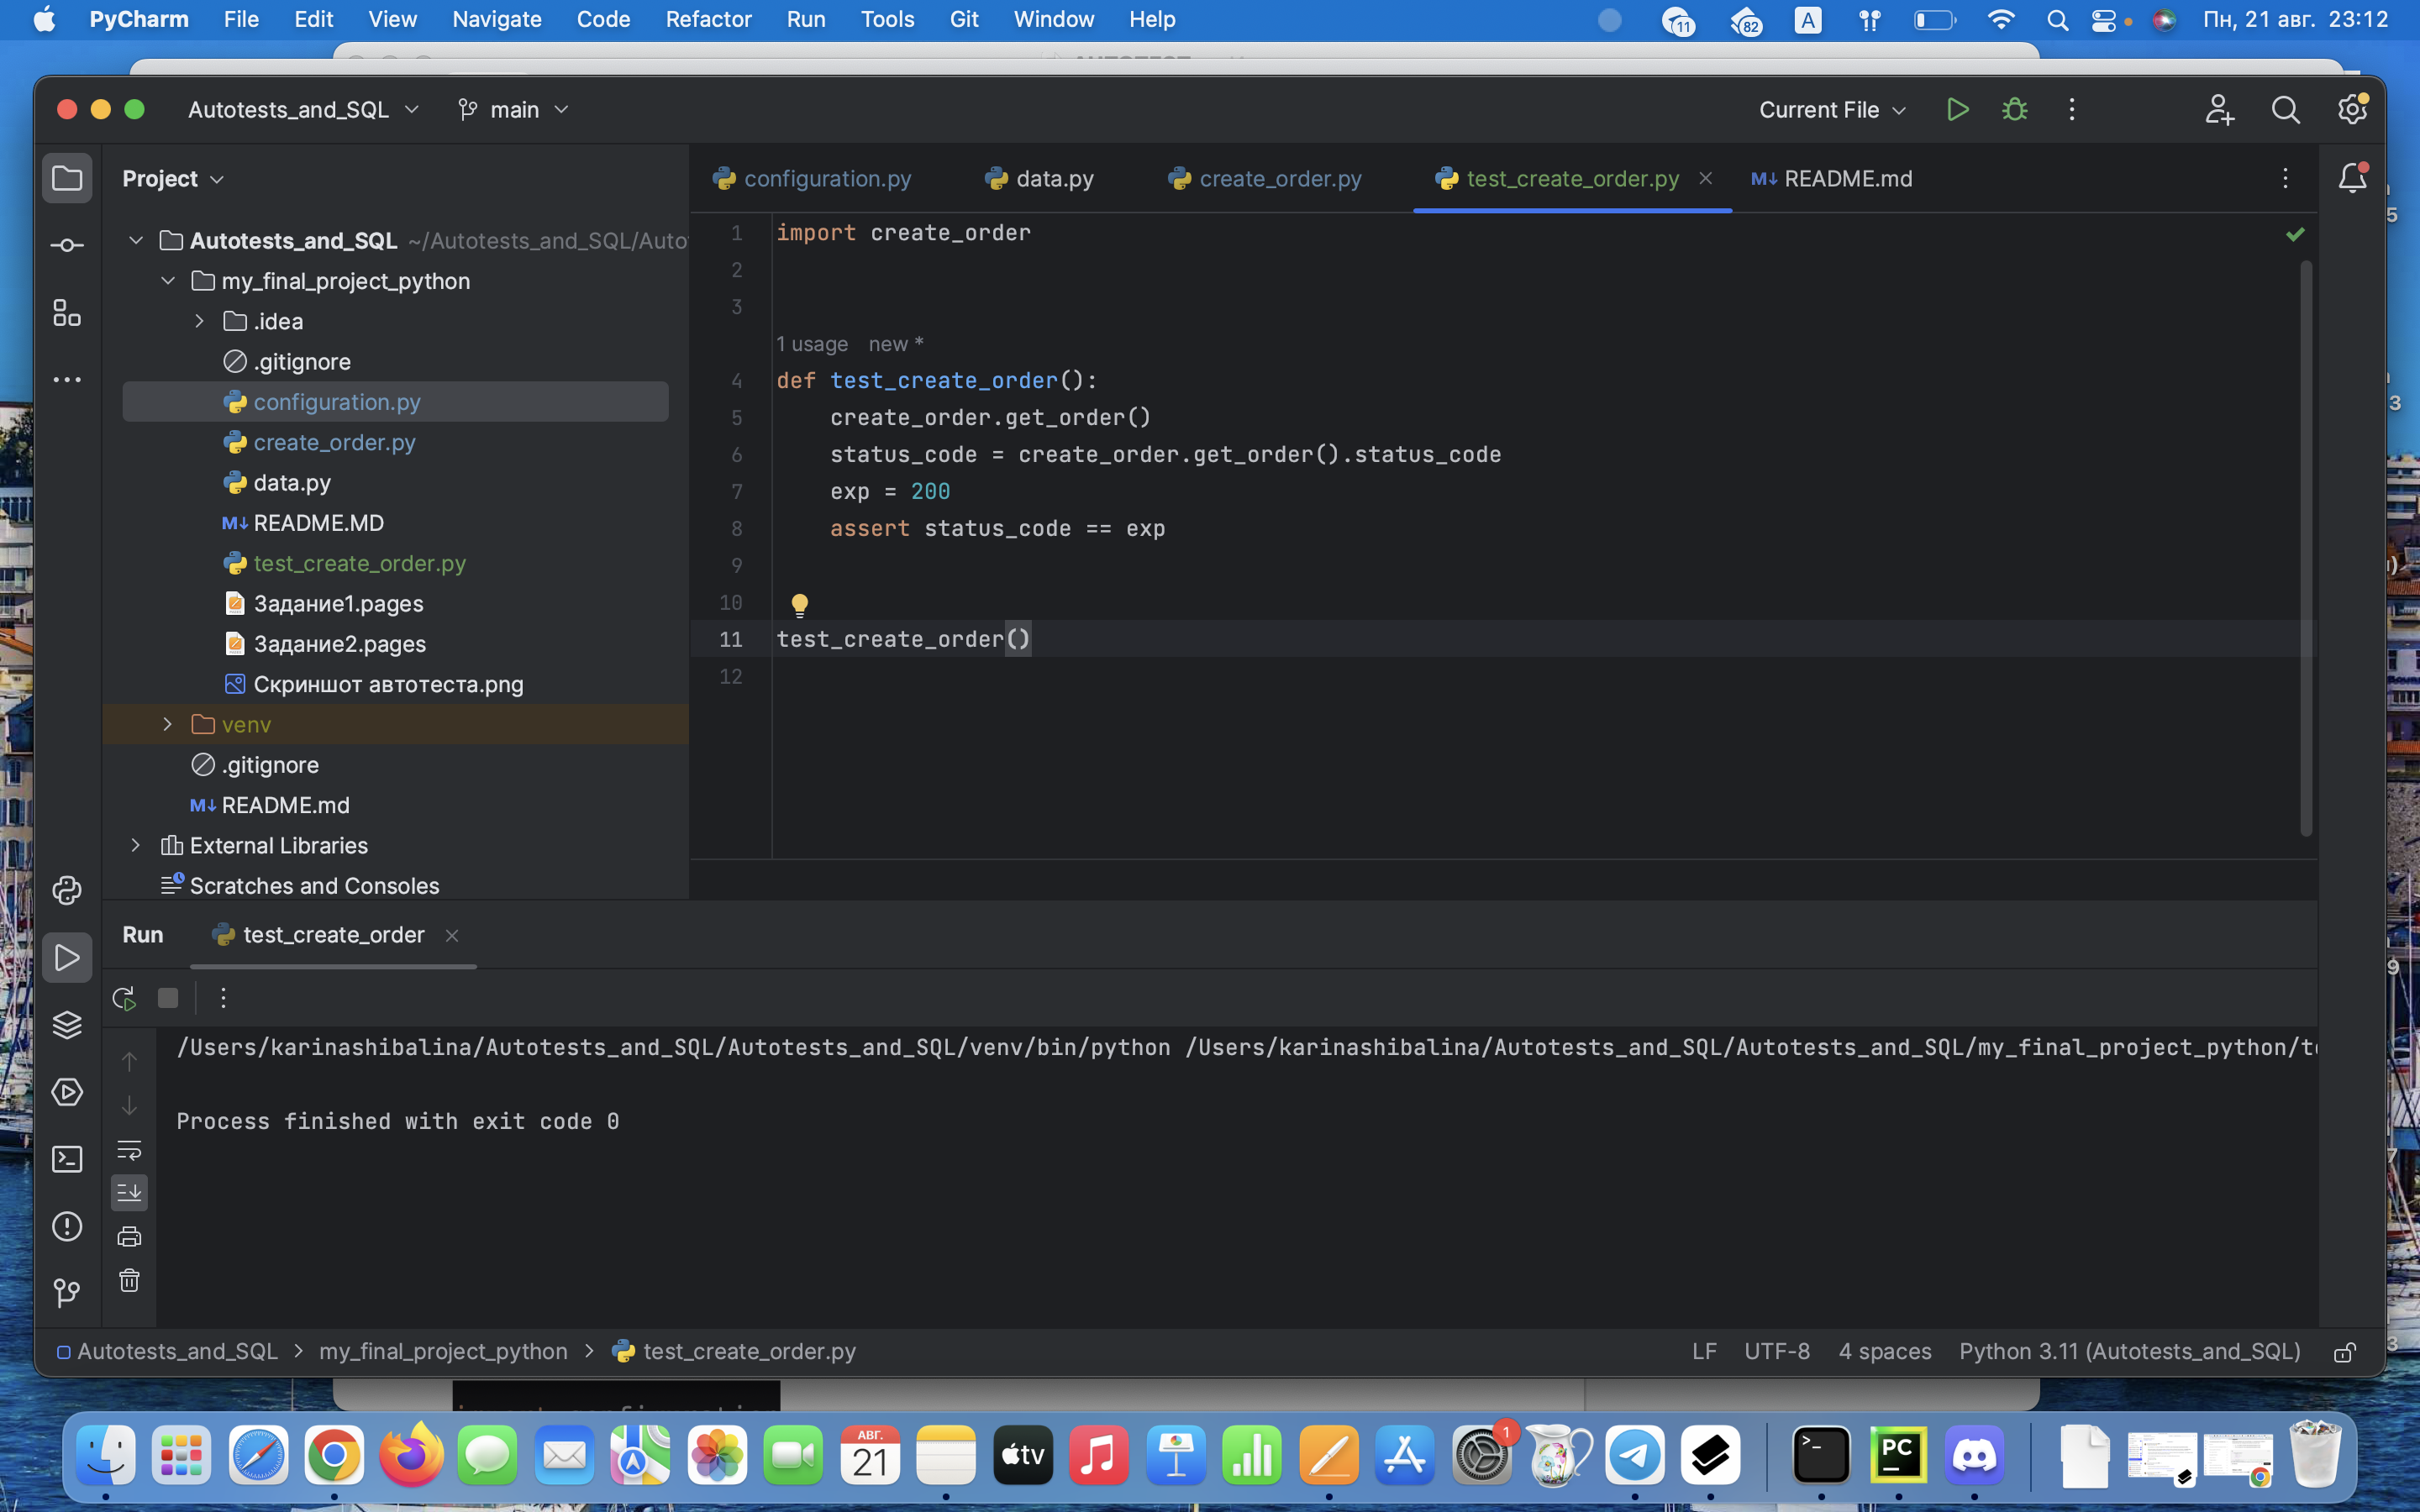 PyCharm File Edit View Navigate Code Refactor Run Tools Git Window Help 11 82 A Пн, 21 авг. 23:12
Autotests_and_SQL main Current File
Project
configuration.py data.py create_order.py test_create_order.py M↓ README.md
Autotests_and_SQL ~/Autotests_and_SQL/Auto
my_final_project_python
.idea
.gitignore
configuration.py
create_order.py
data.py
M↓ README.MD
test_create_order.py
Задание1.pages
Задание2.pages
Скриншот автотеста.png
venv
.gitignore
M↓ README.md
External Libraries
Scratches and Consoles
1 import create_order
2
3
1 usage new *
4 def test_create_order():
5 create_order.get_order()
6 status_code = create_order.get_order().status_code
7 exp = 200
8 assert status_code == exp
9
10
11 test_create_order()
12
Run test_create_order
/Users/karinashibalina/Autotests_and_SQL/Autotests_and_SQL/venv/bin/python /Users/karinashibalina/Autotests_and_SQL/Autotests_and_SQL/my_final_project_python/t
Process finished with exit code 0
Autotests_and_SQL > my_final_project_python > test_create_order.py LF UTF-8 4 spaces Python 3.11 (Autotests_and_SQL)
АВГ.
21
tv
1
PC